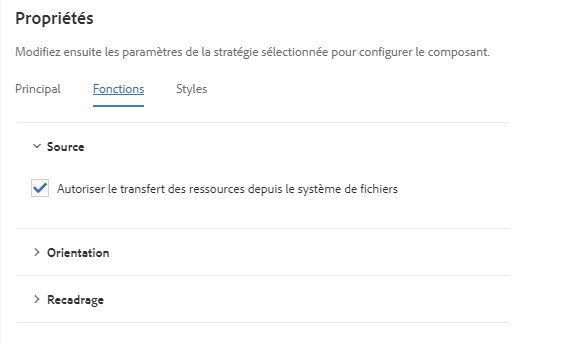 Propriétés
Modifiez ensuite les paramètres de la stratégie sélectionnée pour configurer le composant.
Principal Fonctions Styles
Source
Autoriser le transfert des ressources depuis le système de fichiers
Orientation
Recadrage